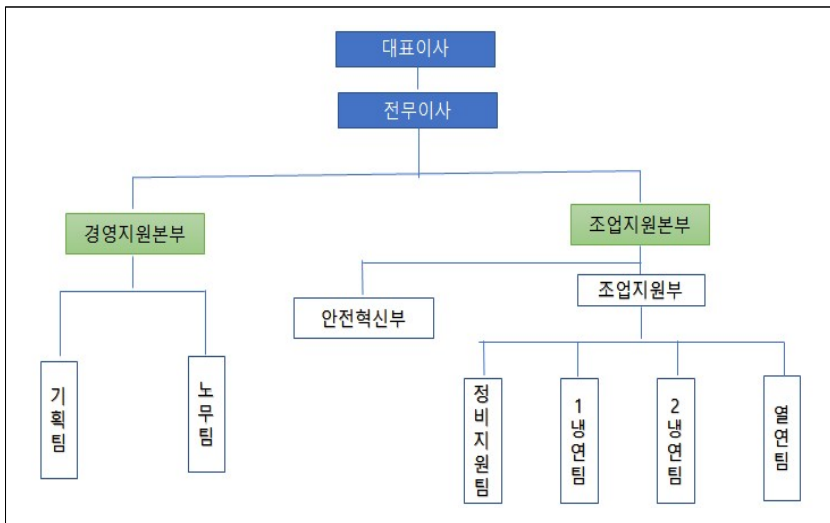 대표이사
전무이사
경영지원본부
조업지원본부
안전혁신부
조업지원부
기획팀
노무팀
정비지원팀
1냉연팀
2냉연팀
열연팀